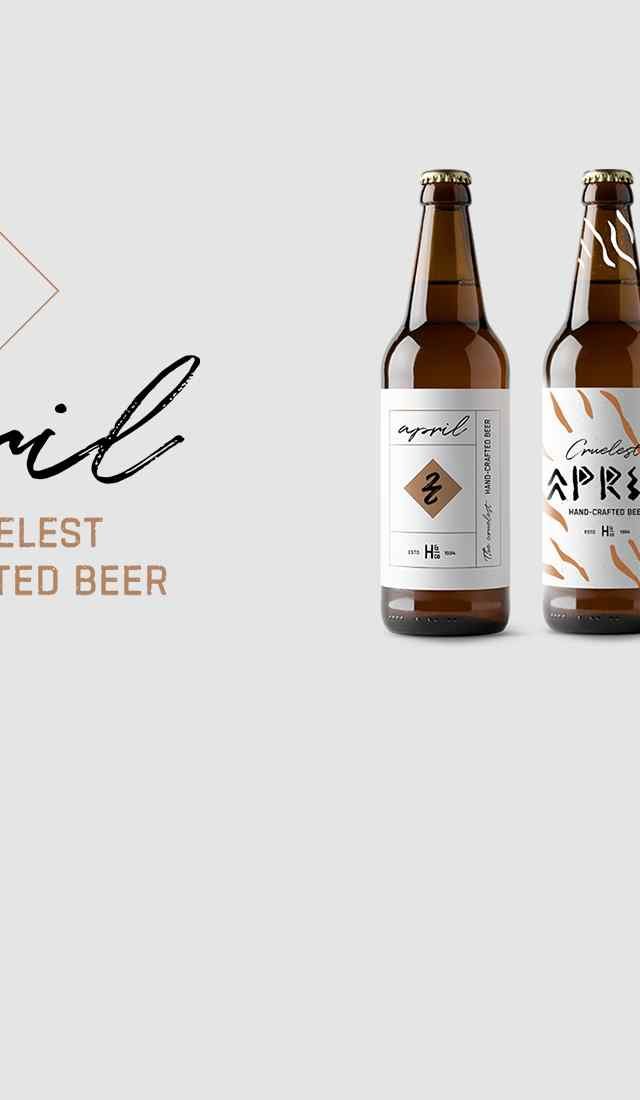 ril
ELEST
TED BEER
april
HAND-CRAFTED BEER
The cruelest
ESTD H & CO 1994
Cruelest
APRI
HAND-CRAFTED BEE
ESTD H & CO 1994